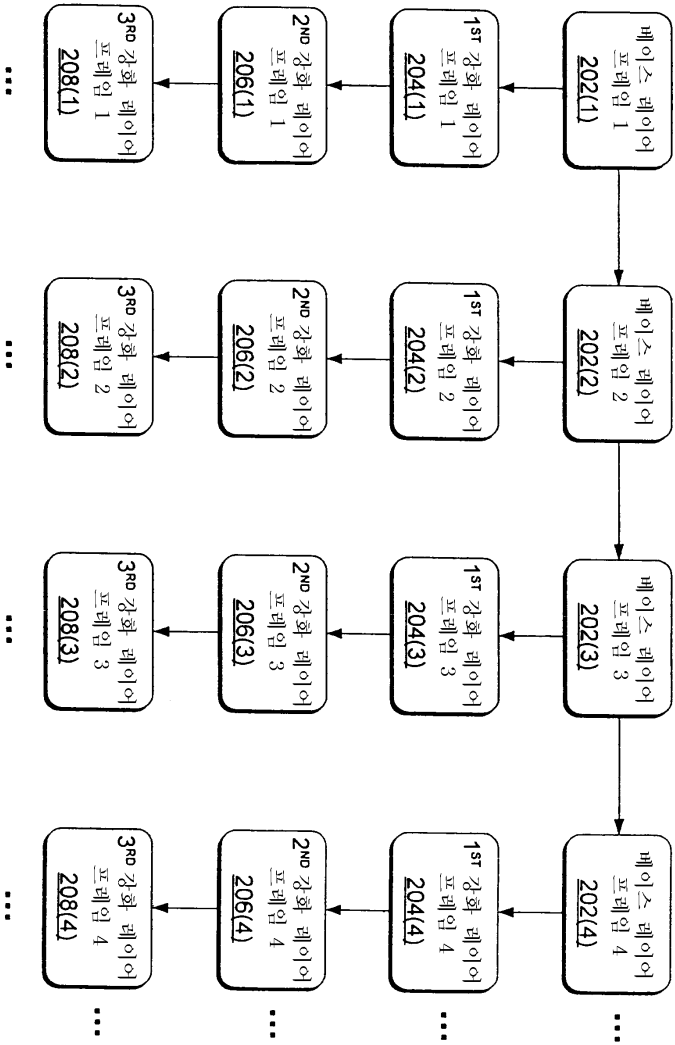 베이스 레이어
프레임 1
202(1)
베이스 레이어
프레임 2
202(2)
베이스 레이어
프레임 3
202(3)
베이스 레이어
프레임 4
202(4)
...
1ST 강화 레이어
프레임 1
204(1)
1ST 강화 레이어
프레임 2
204(2)
1ST 강화 레이어
프레임 3
204(3)
1ST 강화 레이어
프레임 4
204(4)
...
2ND 강화 레이어
프레임 1
206(1)
2ND 강화 레이어
프레임 2
206(2)
2ND 강화 레이어
프레임 3
206(3)
2ND 강화 레이어
프레임 4
206(4)
...
3RD 강화 레이어
프레임 1
208(1)
3RD 강화 레이어
프레임 2
208(2)
3RD 강화 레이어
프레임 3
208(3)
3RD 강화 레이어
프레임 4
208(4)
...
...
...
...
...